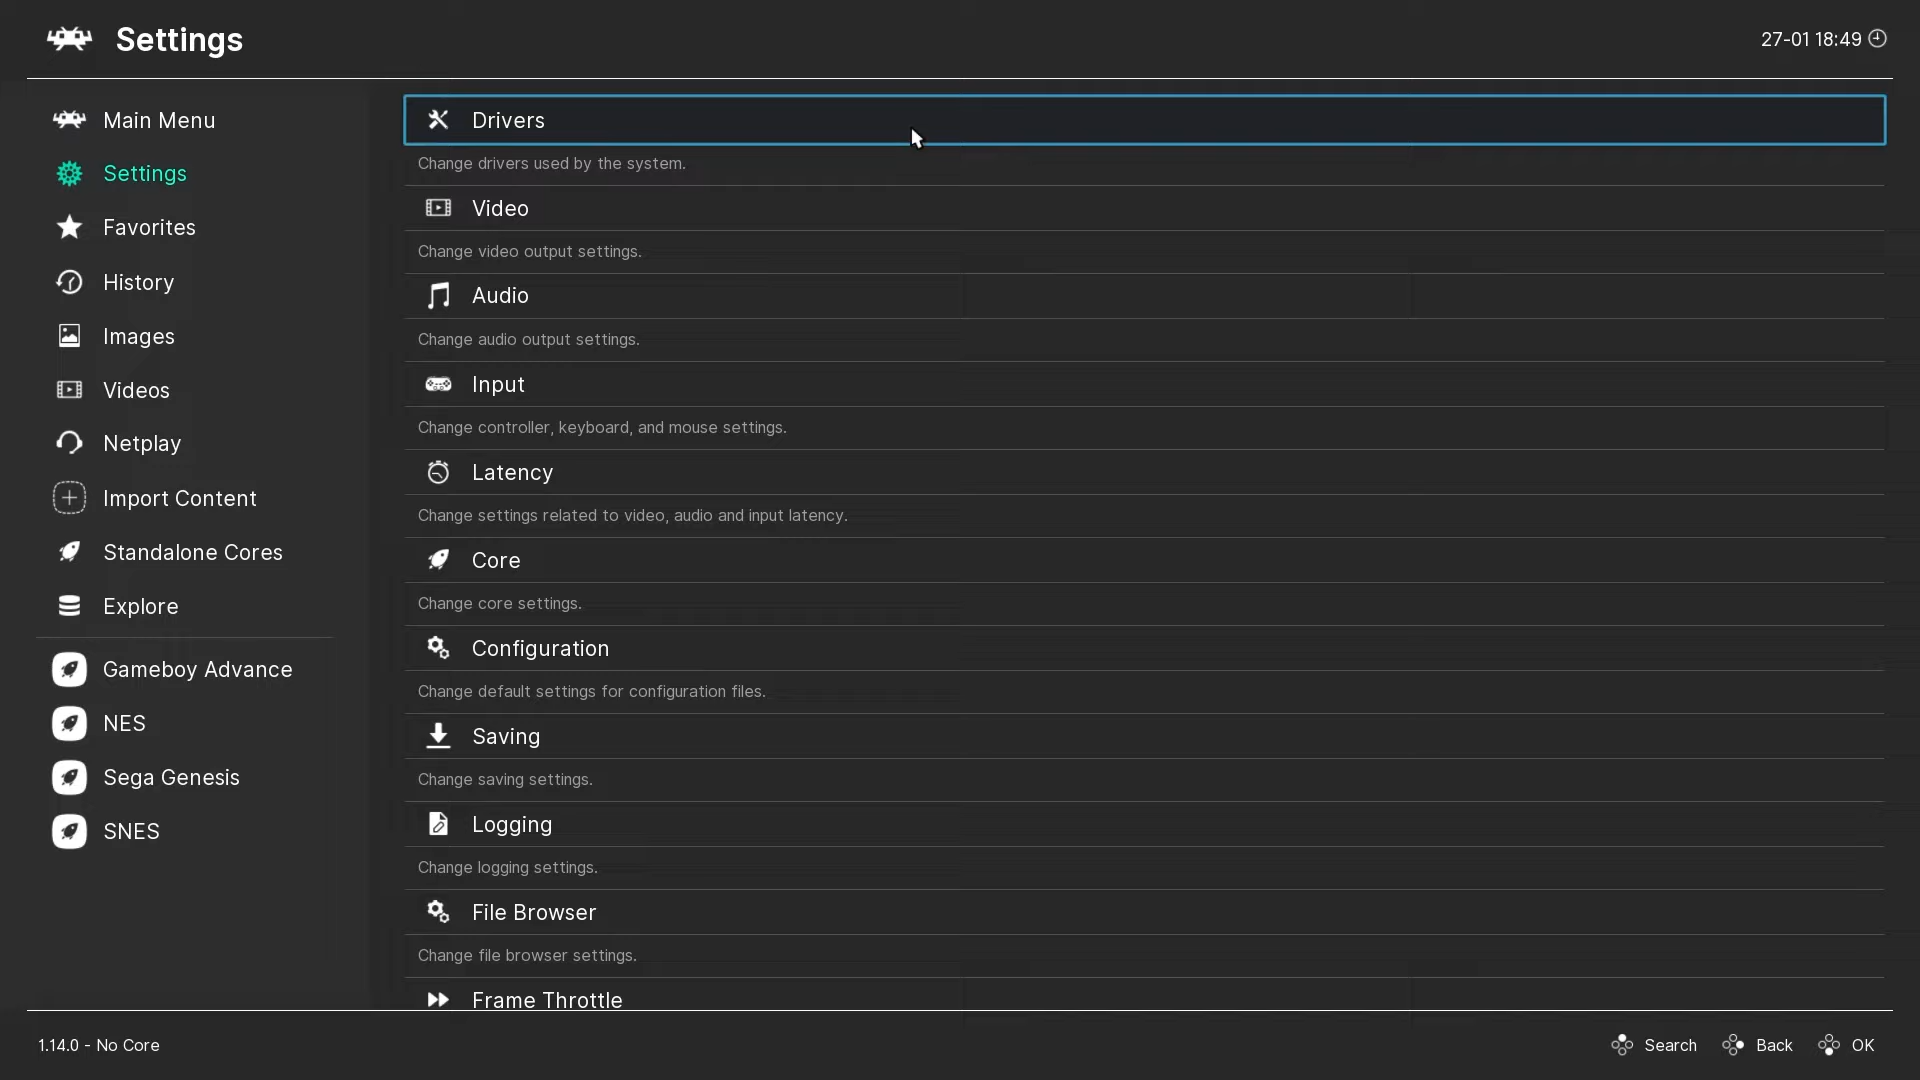 Settings
27-01 18:49
Main Menu
Settings
Favorites
History
Images
Videos
Netplay
Import Content
Standalone Cores
Explore
Gameboy Advance
NES
Sega Genesis
SNES
Drivers
Change drivers used by the system.
Video
Change video output settings.
Audio
Change audio output settings.
Input
Change controller, keyboard, and mouse settings.
Latency
Change settings related to video, audio and input latency.
Core
Change core settings.
Configuration
Change default settings for configuration files.
Saving
Change saving settings.
Logging
Change logging settings.
File Browser
Change file browser settings.
Frame Throttle
1.14.0 - No Core
Search
Back
OK